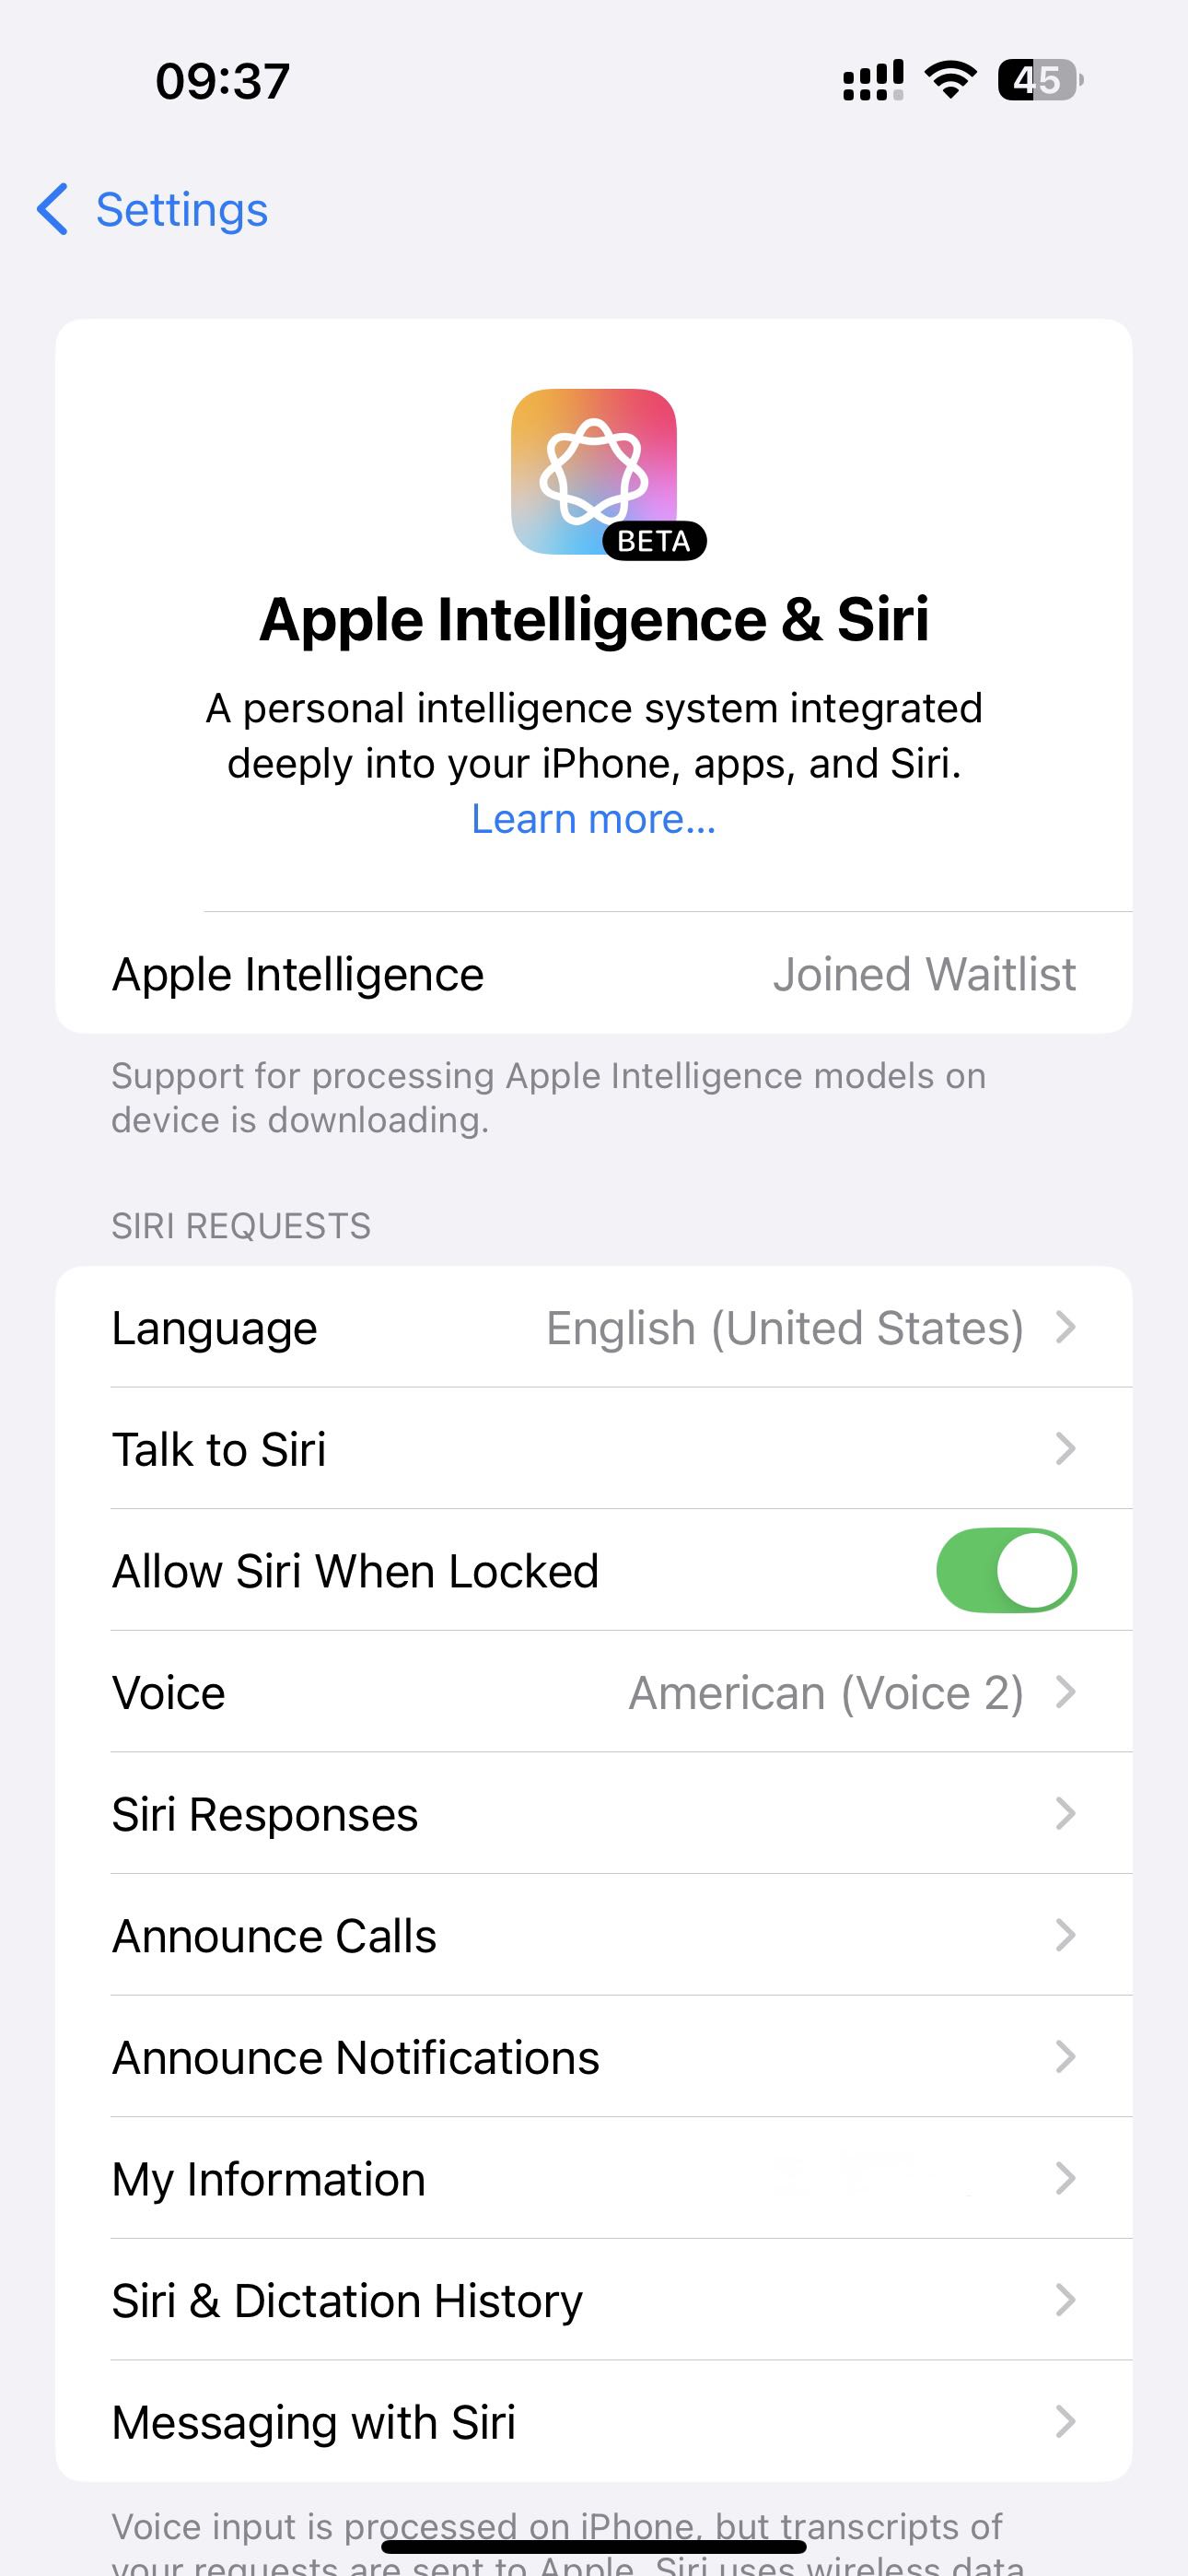 09:37
45
Settings
BETA
Apple Intelligence & Siri
A personal intelligence system integrated
deeply into your iPhone, apps, and Siri.
Learn more...
Apple Intelligence Joined Waitlist
Support for processing Apple Intelligence models on
device is downloading.
SIRI REQUESTS
Language English (United States)
Talk to Siri
Allow Siri When Locked
Voice American (Voice 2)
Siri Responses
Announce Calls
Announce Notifications
My Information
Siri & Dictation History
Messaging with Siri
Voice input is processed on iPhone, but transcripts of
your requests are sent to Apple. Siri uses wireless data